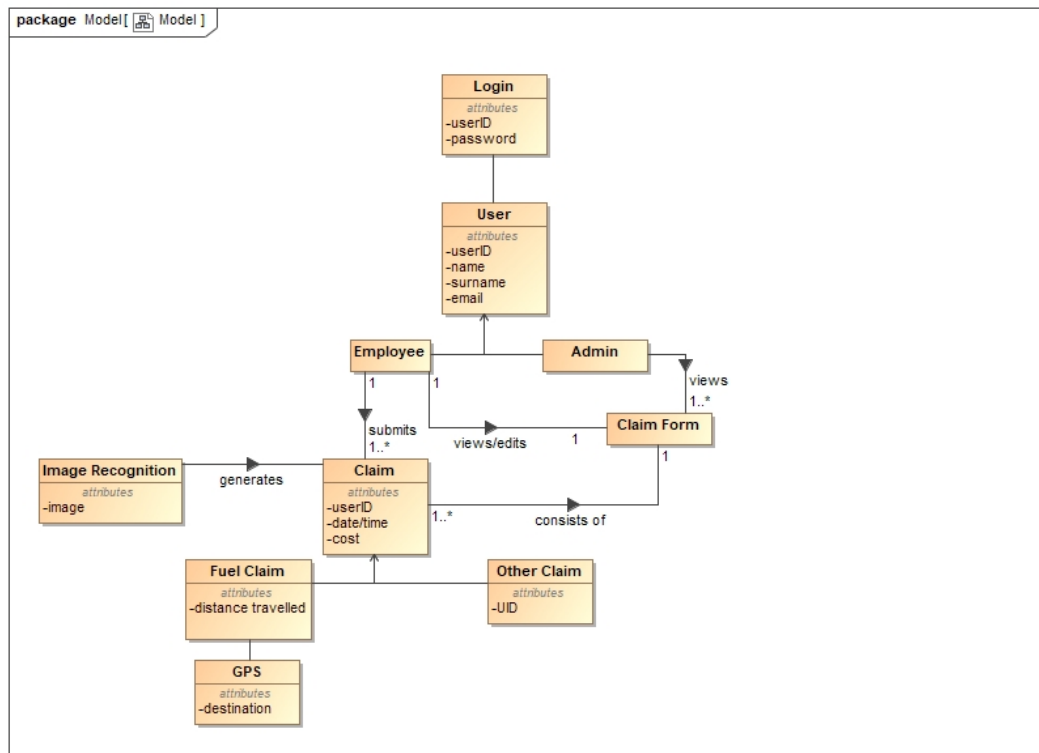 package Model[ Model ]
Login
attributes
-userID
-password
User
attributes
-userID
-name
-surname
-email
Employee
Admin
1
1
views
1..*
submits
1..*
views/edits
1
Claim Form
1
Image Recognition
attributes
-image
generates
Claim
attributes
-userID
-date/time
-cost
1..*
consists of
Fuel Claim
attributes
-distance travelled
Other Claim
attributes
-UID
GPS
attributes
-destination